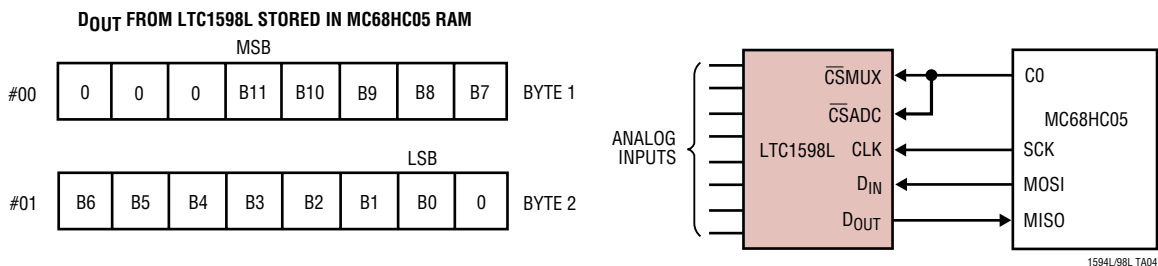 DOUT FROM LTC1598L STORED IN MC68HC05 RAM
MSB
#00 0 0 0 B11 B10 B9 B8 B7 BYTE 1
LSB
#01 B6 B5 B4 B3 B2 B1 B0 0 BYTE 2
ANALOG
INPUTS
LTC1598L
C̅S̅MUX
C̅S̅ADC
CLK
DIN
DOUT
C0
MC68HC05
SCK
MOSI
MISO
1594L/98L TA04